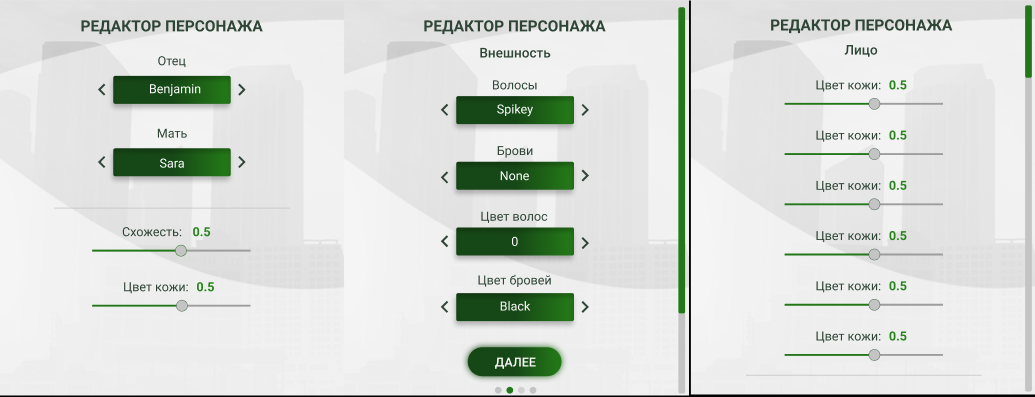 РЕДАКТОР ПЕРСОНАЖА
Отец
Benjamin
Мать
Sara
Схожесть: 0.5
Цвет кожи: 0.5
РЕДАКТОР ПЕРСОНАЖА
Внешность
Волосы
Spikey
Брови
None
Цвет волос
0
Цвет бровей
Black
ДАЛЕЕ
РЕДАКТОР ПЕРСОНАЖА
Лицо
Цвет кожи: 0.5
Цвет кожи: 0.5
Цвет кожи: 0.5
Цвет кожи: 0.5
Цвет кожи: 0.5
Цвет кожи: 0.5